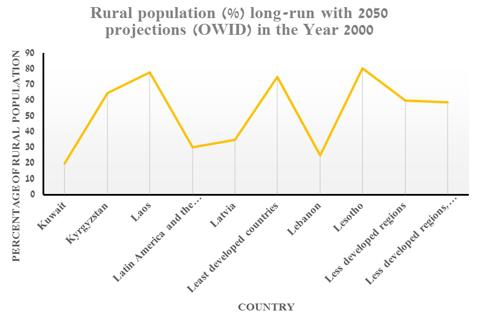 Rural population (%) long-run with 2050
projections (OWID) in the Year 2000
PERCENTAGE OF RURAL POPULATION
90
80
70
60
50
40
30
20
10
0
Kuwait
Kyrgyzstan
Laos
Latin America and the...
Latvia
Least developed countries
Lebanon
Lesotho
Less developed regions
Less developed regions,...
COUNTRY